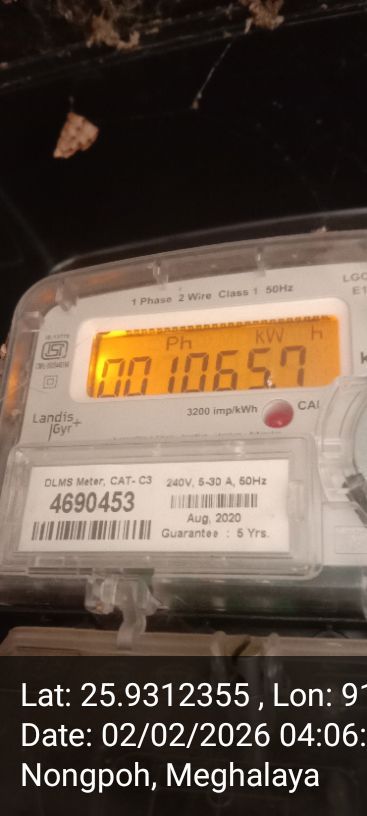 1 Phase 2 Wire Class 1 50Hz
Ph kW h
0010657
3200 imp/kWh
Landis
Gyr+
DLMS Meter, CAT- C3 240V, 5-30 A, 50Hz
4690453
Aug, 2020
Guarantee : 5 Yrs.
Lat: 25.9312355 , Lon: 91
Date: 02/02/2026 04:06:
Nongpoh, Meghalaya